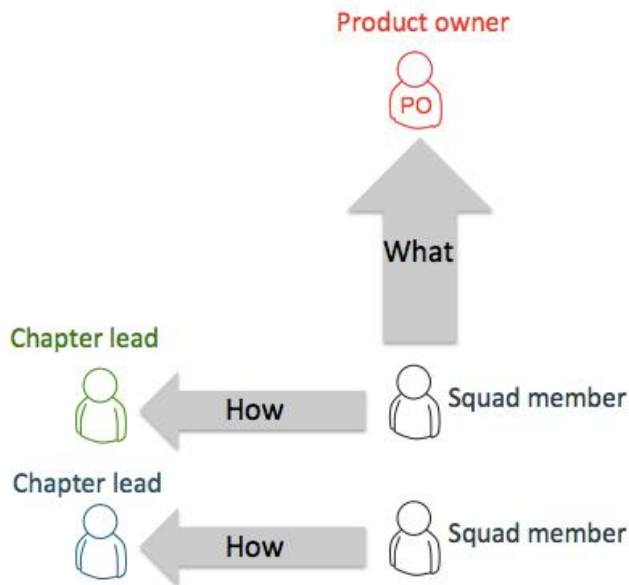 Product owner
PO
What
Chapter lead
How
Squad member
Chapter lead
How
Squad member